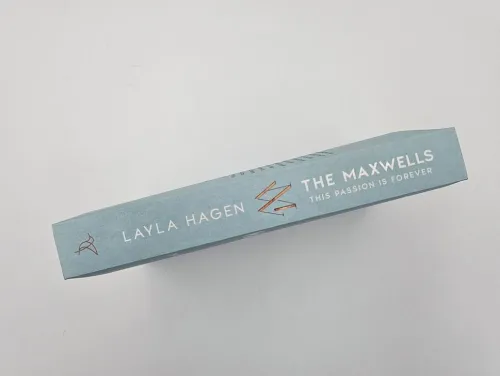 LAYLA HAGEN
THE MAXWELLS
THIS PASSION IS FOREVER